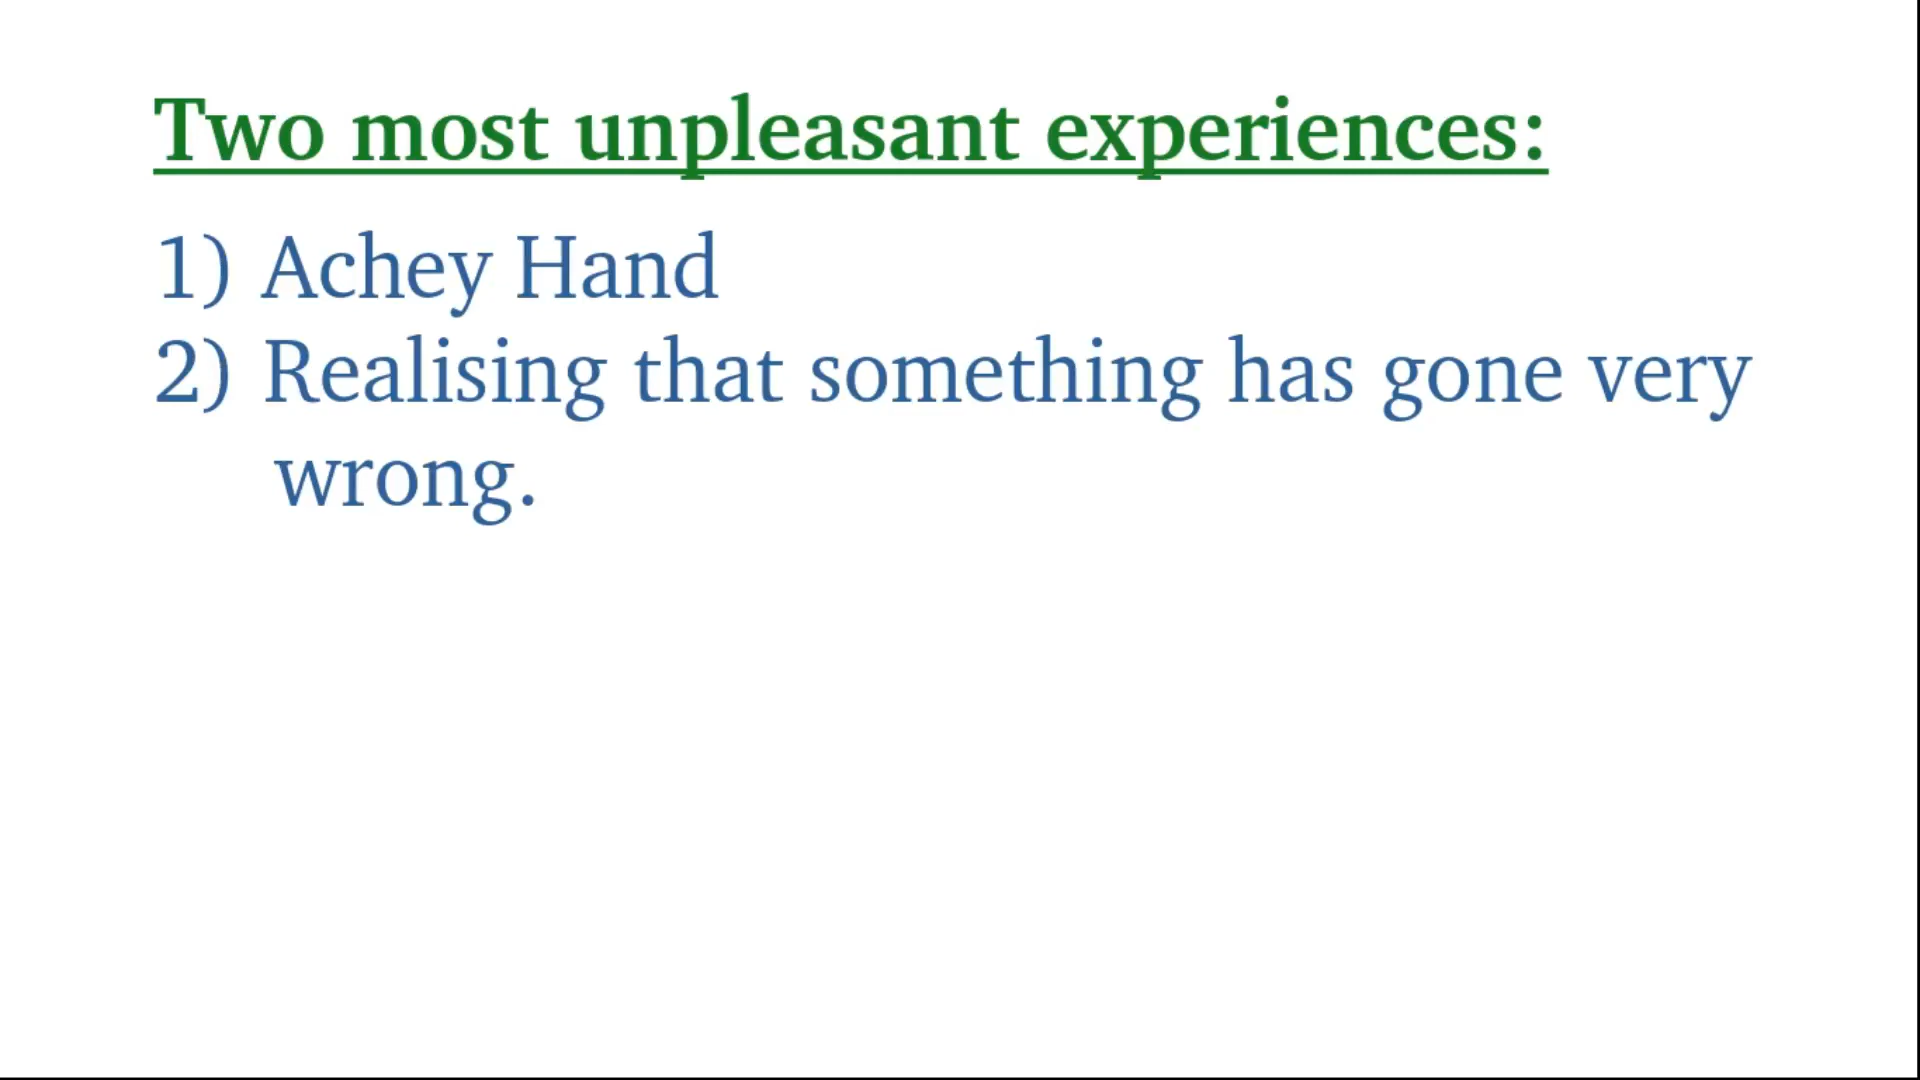 Two most unpleasant experiences:
1) Achey Hand
2) Realising that something has gone very
wrong.